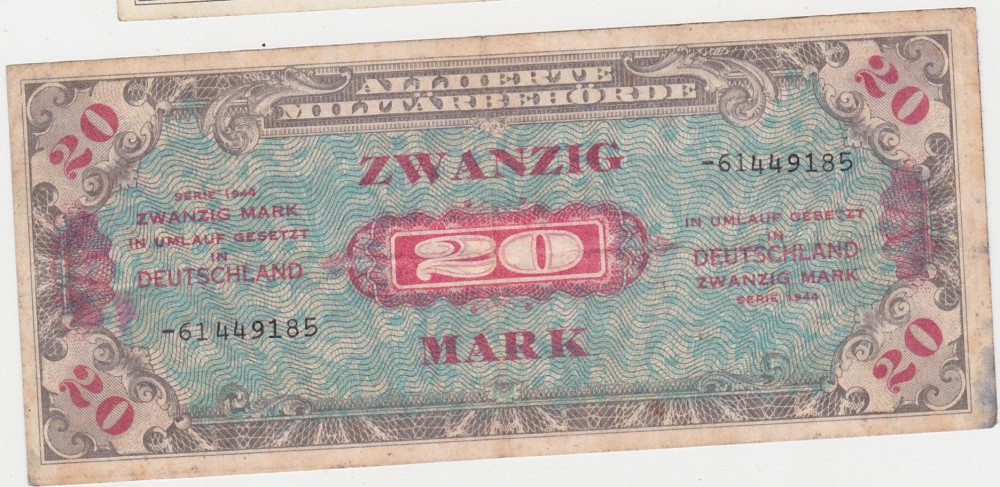 ALLIIERTE
MILITÄRBEHÖRDE
20
20
ZWANZIG
-61449185
SERIE 1944
ZWANZIG MARK
IN UMLAUF GESETZT
IN
DEUTSCHLAND
20
IN UMLAUF GESETZT
IN
DEUTSCHLAND
ZWANZIG MARK
SERIE 1944
-61449185
MARK
20
20